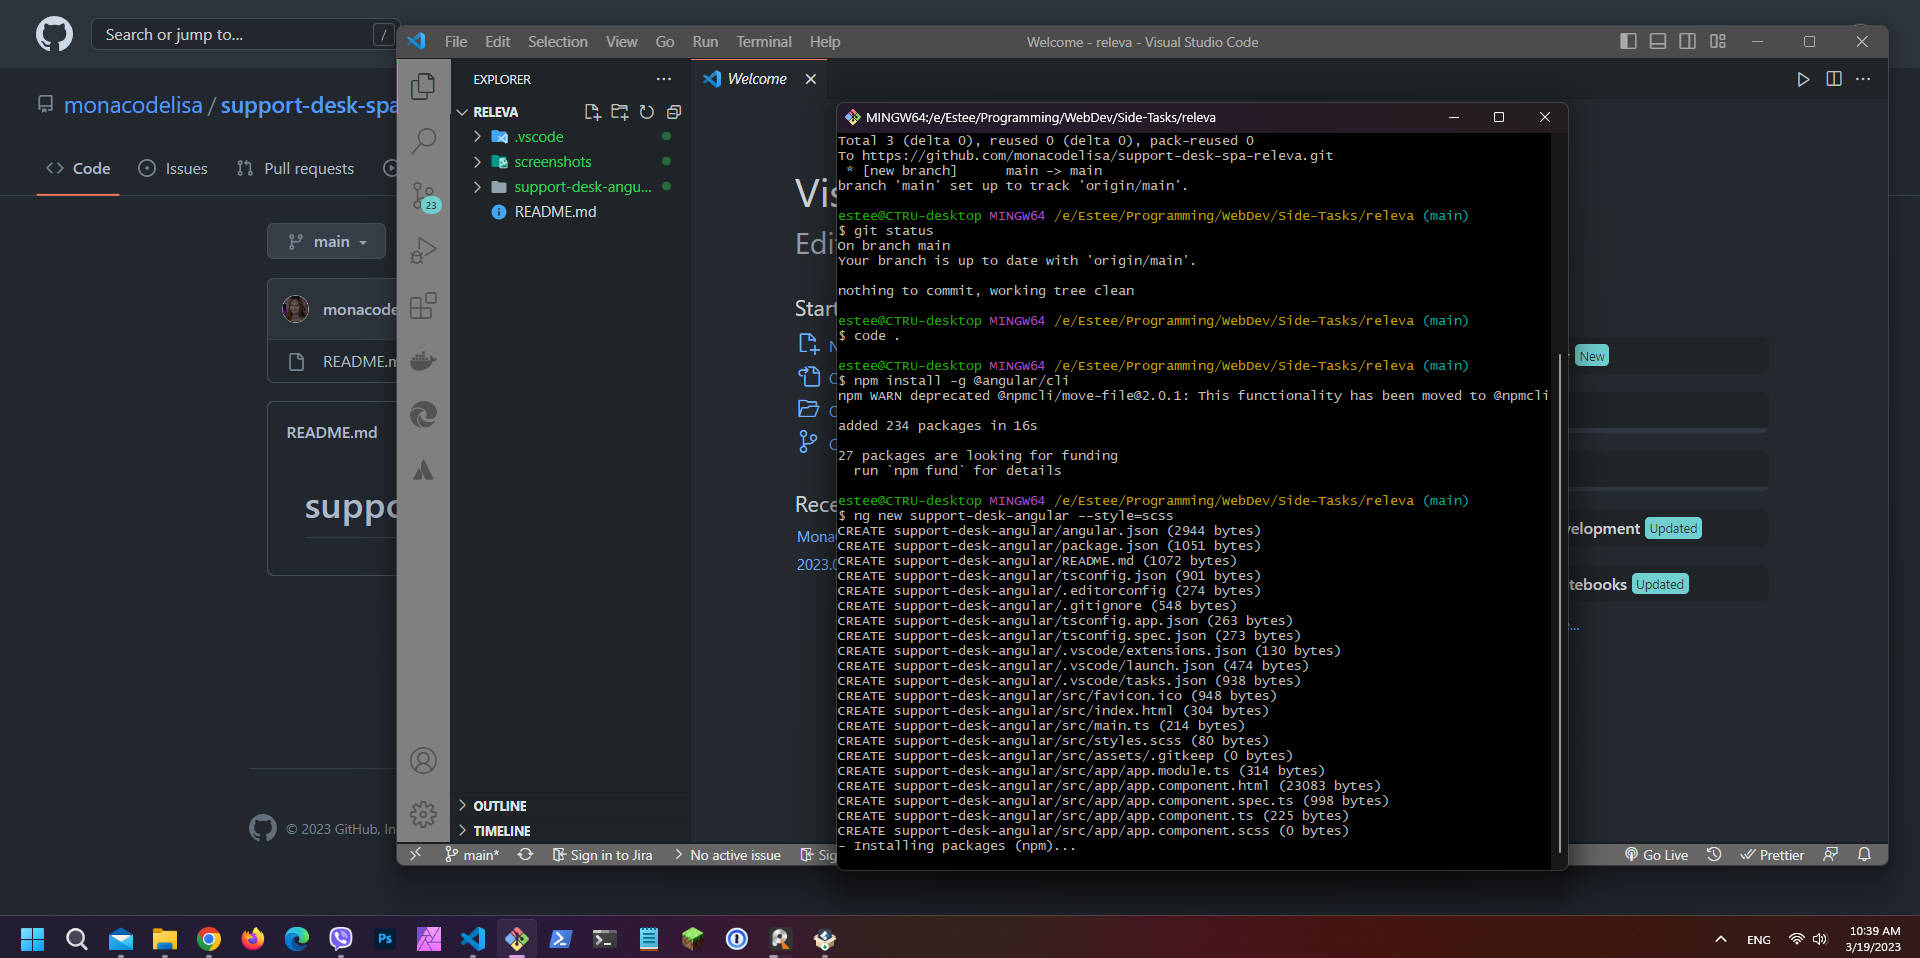 Search or jump to...
/
monacodelisa / support-desk-spa
Code
Issues
Pull requests
main
monacode
README.m
README.md
suppo
© 2023 GitHub, In
File Edit Selection View Go Run Terminal Help
Welcome - releva - Visual Studio Code
EXPLORER
RELEVA
.vscode
screenshots
support-desk-angu...
README.md
23
OUTLINE
TIMELINE
Welcome
Vis
Edi
Start
N
O
O
C
Rece
Mona
2023.0
New
velopment Updated
tebooks Updated
...
main*
Sign in to Jira
No active issue
Sig
Go Live
Prettier
MINGW64:/e/Estee/Programming/WebDev/Side-Tasks/releva
Total 3 (delta 0), reused 0 (delta 0), pack-reused 0
To https://github.com/monacodelisa/support-desk-spa-releva.git
 * [new branch]      main -> main
branch 'main' set up to track 'origin/main'.
estee@CTRU-desktop MINGW64 /e/Estee/Programming/WebDev/Side-Tasks/releva (main)
$ git status
On branch main
Your branch is up to date with 'origin/main'.
nothing to commit, working tree clean
estee@CTRU-desktop MINGW64 /e/Estee/Programming/WebDev/Side-Tasks/releva (main)
$ code .
estee@CTRU-desktop MINGW64 /e/Estee/Programming/WebDev/Side-Tasks/releva (main)
$ npm install -g @angular/cli
npm WARN deprecated @npmcli/move-file@2.0.1: This functionality has been moved to @npmcli
added 234 packages in 16s
27 packages are looking for funding
  run `npm fund` for details
estee@CTRU-desktop MINGW64 /e/Estee/Programming/WebDev/Side-Tasks/releva (main)
$ ng new support-desk-angular --style=scss
CREATE support-desk-angular/angular.json (2944 bytes)
CREATE support-desk-angular/package.json (1051 bytes)
CREATE support-desk-angular/README.md (1072 bytes)
CREATE support-desk-angular/tsconfig.json (901 bytes)
CREATE support-desk-angular/.editorconfig (274 bytes)
CREATE support-desk-angular/.gitignore (548 bytes)
CREATE support-desk-angular/tsconfig.app.json (263 bytes)
CREATE support-desk-angular/tsconfig.spec.json (273 bytes)
CREATE support-desk-angular/.vscode/extensions.json (130 bytes)
CREATE support-desk-angular/.vscode/launch.json (474 bytes)
CREATE support-desk-angular/.vscode/tasks.json (938 bytes)
CREATE support-desk-angular/src/favicon.ico (948 bytes)
CREATE support-desk-angular/src/index.html (304 bytes)
CREATE support-desk-angular/src/main.ts (214 bytes)
CREATE support-desk-angular/src/styles.scss (80 bytes)
CREATE support-desk-angular/src/assets/.gitkeep (0 bytes)
CREATE support-desk-angular/src/app/app.module.ts (314 bytes)
CREATE support-desk-angular/src/app/app.component.html (23083 bytes)
CREATE support-desk-angular/src/app/app.component.spec.ts (998 bytes)
CREATE support-desk-angular/src/app/app.component.ts (225 bytes)
CREATE support-desk-angular/src/app/app.component.scss (0 bytes)
- Installing packages (npm)...
Ps
ENG
10:39 AM
3/19/2023